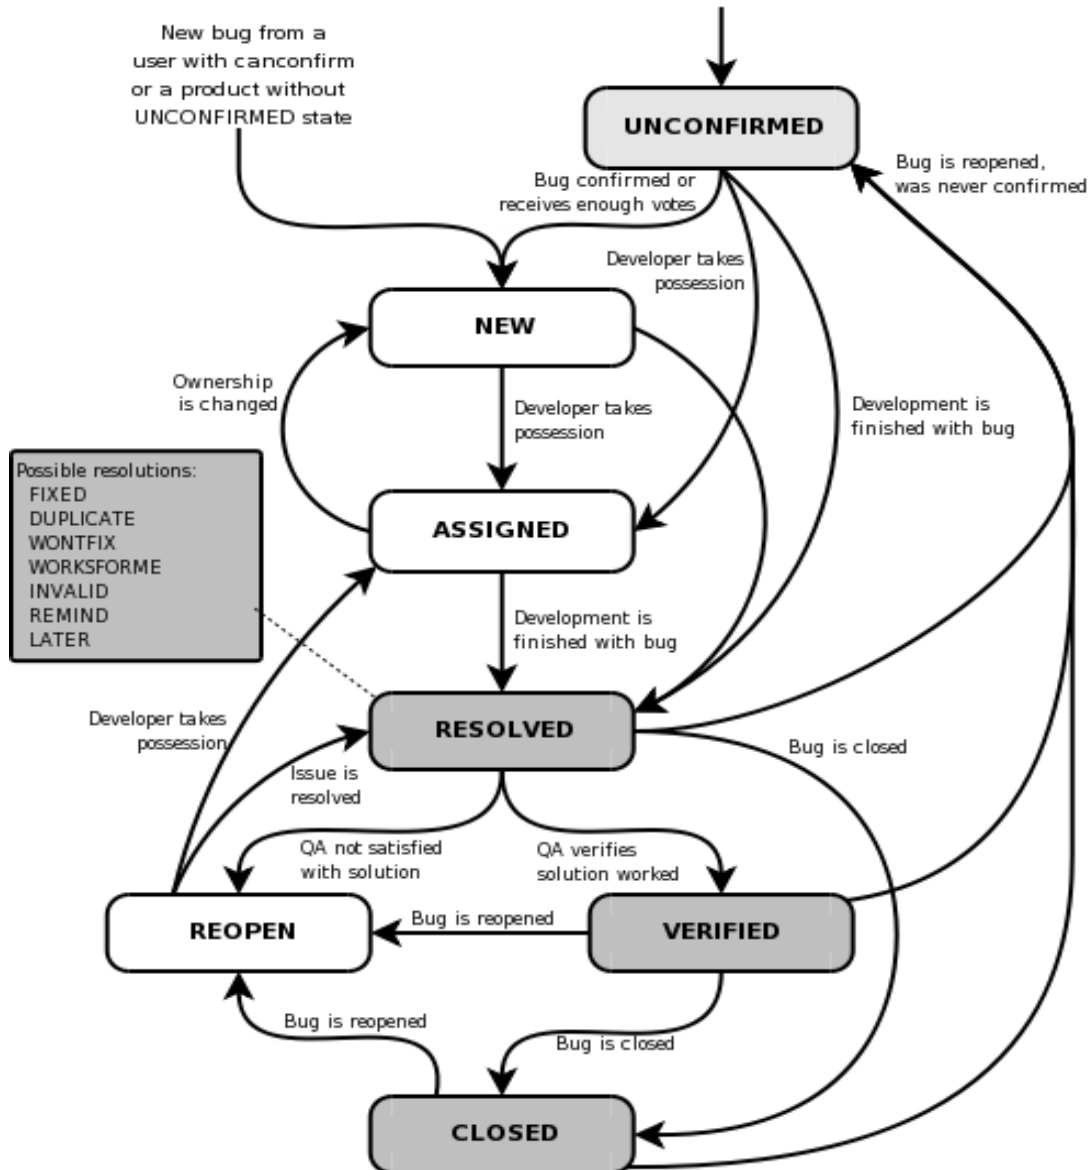 New bug from a
user with canconfirm
or a product without
UNCONFIRMED state
UNCONFIRMED
Bug is reopened,
was never confirmed
Bug confirmed or
receives enough votes
Developer takes
possession
NEW
Ownership
is changed
Developer takes
possession
Development is
finished with bug
Possible resolutions:
FIXED
DUPLICATE
WONTFIX
WORKSFORME
INVALID
REMIND
LATER
ASSIGNED
Development is
finished with bug
RESOLVED
Developer takes
possession
Bug is closed
Issue is
resolved
QA not satisfied
with solution
QA verifies
solution worked
REOPEN
Bug is reopened
VERIFIED
Bug is reopened
Bug is closed
CLOSED